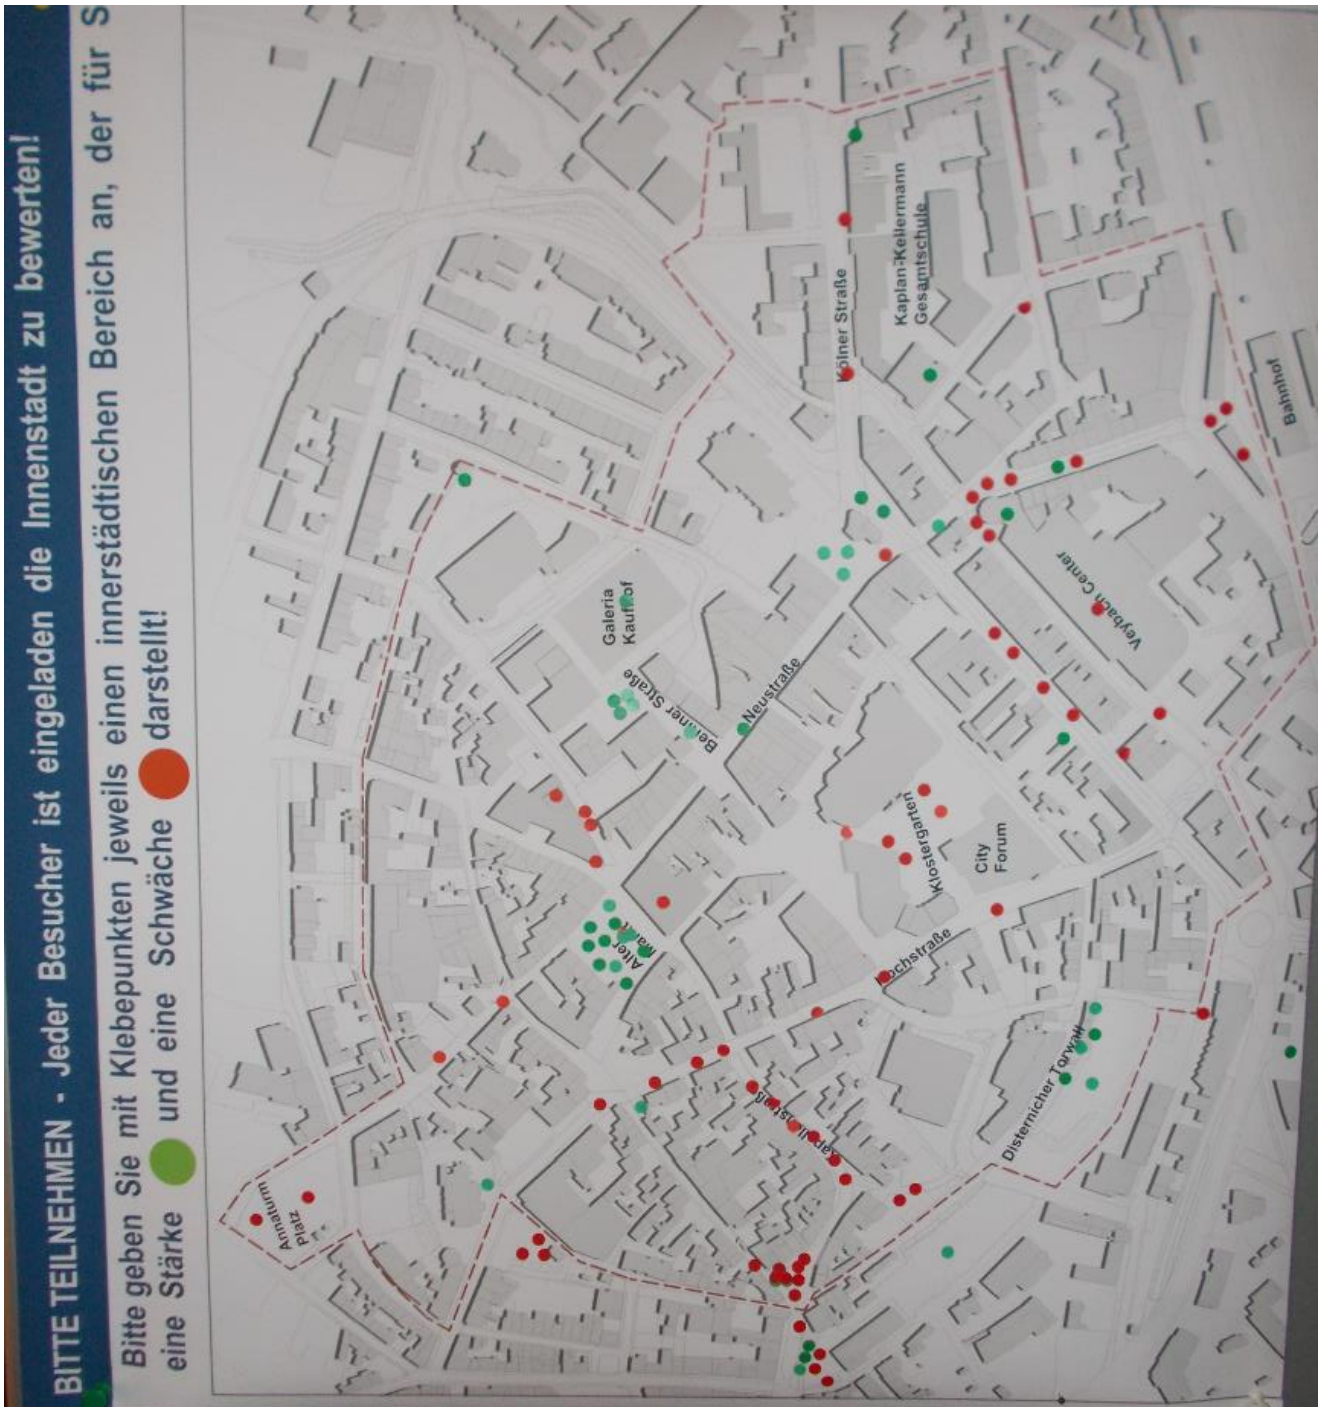 BITTE TEILNEHMEN - Jeder Besucher ist eingeladen die Innenstadt zu bewerten!
Bitte geben Sie mit Klebepunkten jeweils einen innerstädtischen Bereich an, der für S
eine Stärke und eine Schwäche darstellt!
Annaturm
Platz
Galeria
Kaufhof
Berliner Straße
Neustraße
Alter
Markt
Kölner Straße
Kaplan-Kellermann
Gesamtschule
Klostergarten
City
Forum
Hochstraße
Kapellenstraße
Disternicher Torwall
Veybach Center
Bahnhof